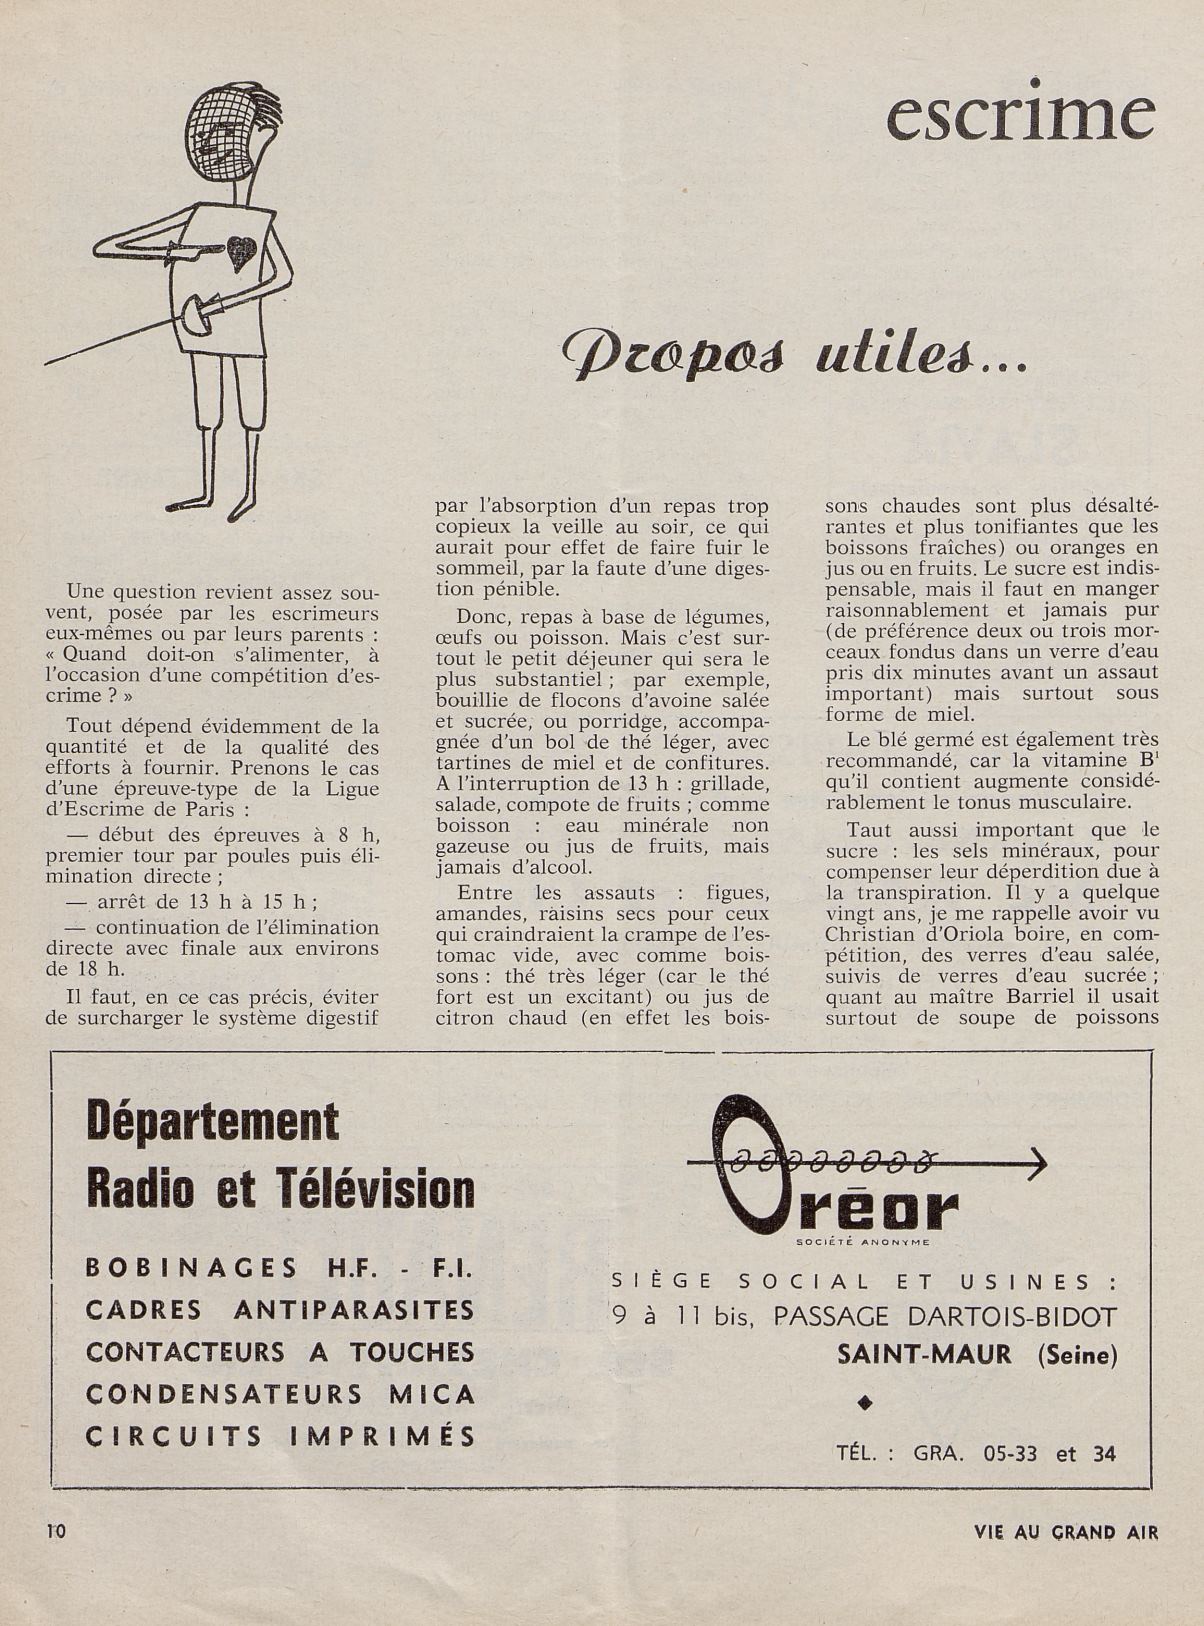 escrime
Propos utiles...
Une question revient assez sou-
vent, posée par les escrimeurs
eux-mêmes ou par leurs parents :
« Quand doit-on s'alimenter, à
l'occasion d'une compétition d'es-
crime ? »
Tout dépend évidemment de la
quantité et de la qualité des
efforts à fournir. Prenons le cas
d'une épreuve-type de la Ligue
d'Escrime de Paris :
— début des épreuves à 8 h,
premier tour par poules puis éli-
mination directe ;
— arrêt de 13 h à 15 h ;
— continuation de l'élimination
directe avec finale aux environs
de 18 h.
Il faut, en ce cas précis, éviter
de surcharger le système digestif
par l'absorption d'un repas trop
copieux la veille au soir, ce qui
aurait pour effet de faire fuir le
sommeil, par la faute d'une diges-
tion pénible.
Donc, repas à base de légumes,
œufs ou poisson. Mais c'est sur-
tout le petit déjeuner qui sera le
plus substantiel ; par exemple,
bouillie de flocons d'avoine salée
et sucrée, ou porridge, accompa-
gnée d'un bol de thé léger, avec
tartines de miel et de confitures.
A l'interruption de 13 h : grillade,
salade, compote de fruits ; comme
boisson : eau minérale non
gazeuse ou jus de fruits, mais
jamais d'alcool.
Entre les assauts : figues,
amandes, raisins secs pour ceux
qui craindraient la crampe de l'es-
tomac vide, avec comme bois-
sons : thé très léger (car le thé
fort est un excitant) ou jus de
citron chaud (en effet les bois-
sons chaudes sont plus désalté-
rantes et plus tonifiantes que les
boissons fraîches) ou oranges en
jus ou en fruits. Le sucre est indis-
pensable, mais il faut en manger
raisonnablement et jamais pur
(de préférence deux ou trois mor-
ceaux fondus dans un verre d'eau
pris dix minutes avant un assaut
important) mais surtout sous
forme de miel.
Le blé germé est également très
recommandé, car la vitamine B¹
qu'il contient augmente considé-
rablement le tonus musculaire.
Taut aussi important que le
sucre : les sels minéraux, pour
compenser leur déperdition due à
la transpiration. Il y a quelque
vingt ans, je me rappelle avoir vu
Christian d'Oriola boire, en com-
pétition, des verres d'eau salée,
suivis de verres d'eau sucrée ;
quant au maître Barriel il usait
surtout de soupe de poissons
Département
Radio et Télévision
BOBINAGES H.F. - F.I.
CADRES ANTIPARASITES
CONTACTEURS A TOUCHES
CONDENSATEURS MICA
CIRCUITS IMPRIMÉS
Oréor
SOCIÉTÉ ANONYME
SIÈGE SOCIAL ET USINES :
9 à 11 bis, PASSAGE DARTOIS-BIDOT
SAINT-MAUR (Seine)
TÉL. : GRA. 05-33 et 34
10
VIE AU GRAND AIR